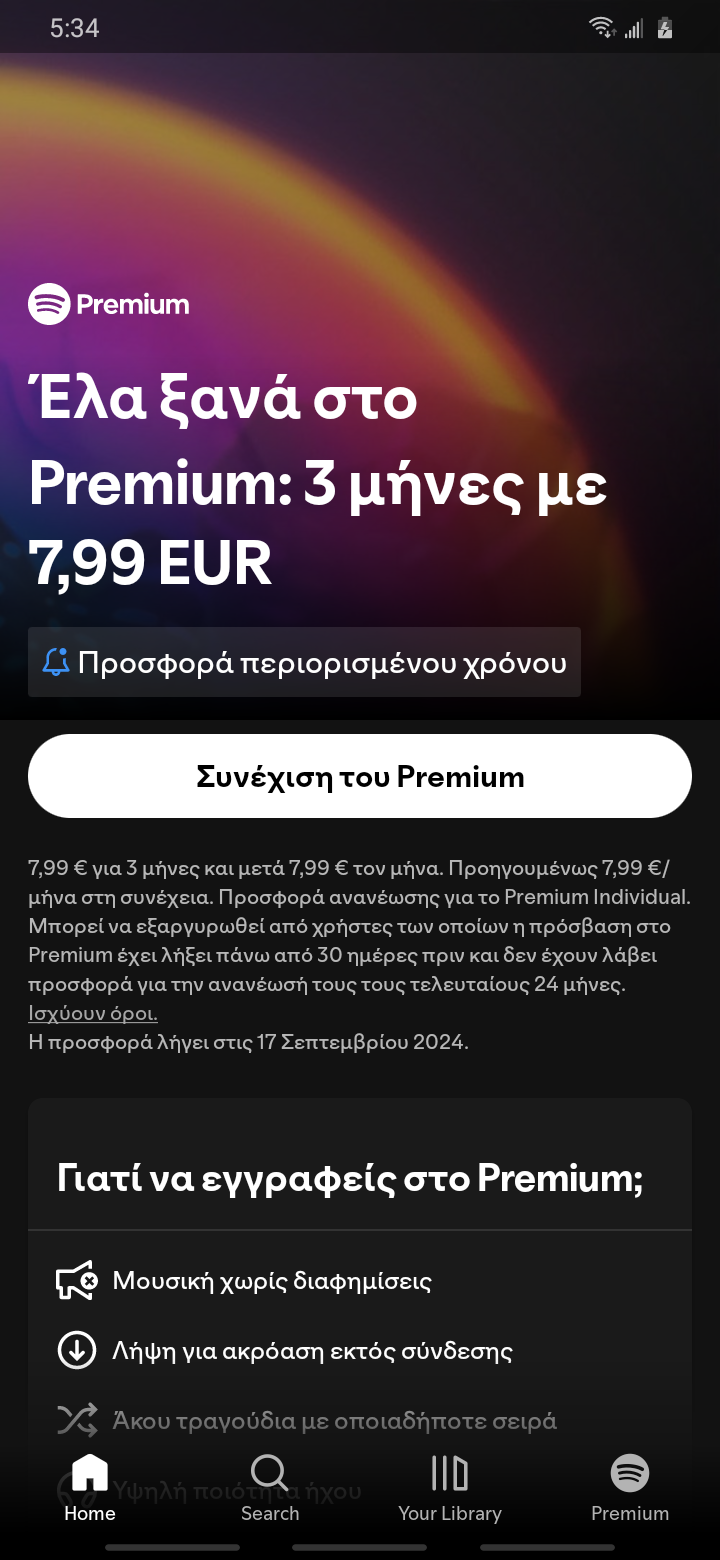 5:34
Premium
Έλα ξανά στο
Premium: 3 μήνες με
7,99 EUR
Προσφορά περιορισμένου χρόνου
Συνέχιση του Premium
7,99 € για 3 μήνες και μετά 7,99 € τον μήνα. Προηγουμένως 7,99 €/
μήνα στη συνέχεια. Προσφορά ανανέωσης για το Premium Individual.
Μπορεί να εξαργυρωθεί από χρήστες των οποίων η πρόσβαση στο
Premium έχει λήξει πάνω από 30 ημέρες πριν και δεν έχουν λάβει
προσφορά για την ανανέωσή τους τους τελευταίους 24 μήνες.
Ισχύουν όροι.
Η προσφορά λήγει στις 17 Σεπτεμβρίου 2024.
Γιατί να εγγραφείς στο Premium;
Μουσική χωρίς διαφημίσεις
Λήψη για ακρόαση εκτός σύνδεσης
Άκου τραγούδια με οποιαδήποτε σειρά
Υψηλή ποιότητα ήχου
Home
Search
Your Library
Premium